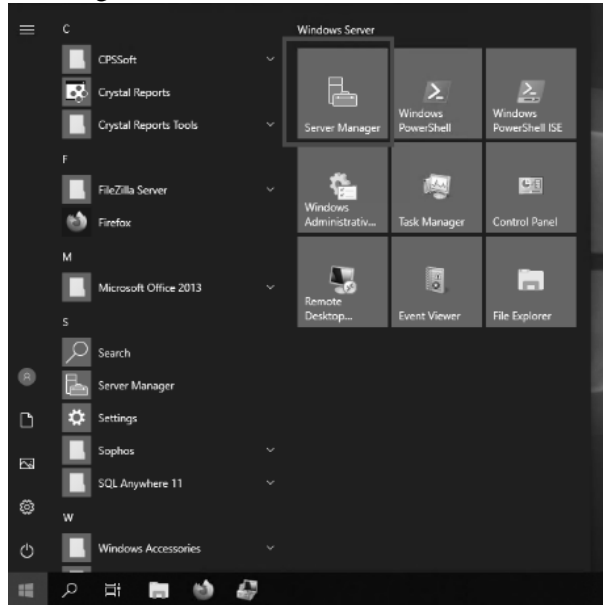 C
CPSSoft
Crystal Reports
Crystal Reports Tools
F
FileZilla Server
Firefox
M
Microsoft Office 2013
S
Search
Server Manager
Settings
Sophos
SQL Anywhere 11
W
Windows Accessories
Windows Server
Server Manager
Windows
PowerShell
Windows
PowerShell ISE
Windows
Administrativ...
Task Manager
Control Panel
Remote
Desktop...
Event Viewer
File Explorer